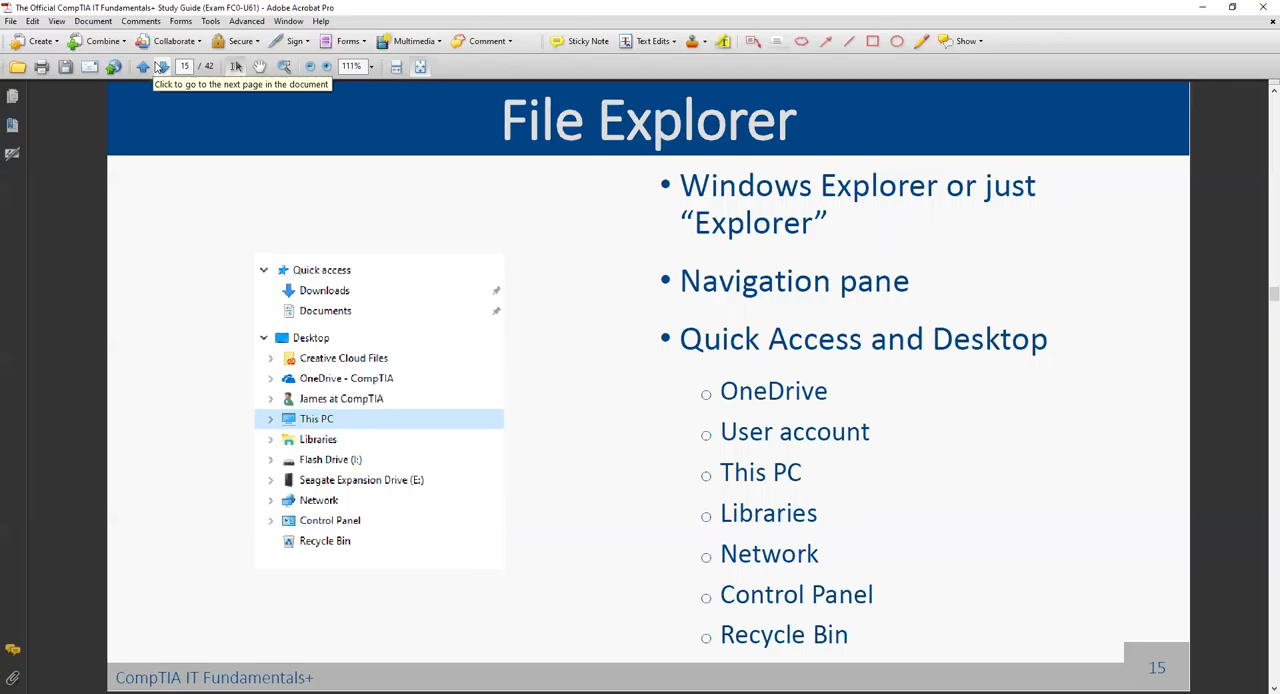 The Official CompTIA IT Fundamentals+ Study Guide (Exam FC0-U61) - Adobe Acrobat Pro
File Edit View Document Comments Forms Tools Advanced Window Help
Create Combine Collaborate Secure Sign Forms Multimedia Comment Sticky Note Text Edits Show
15 / 42 111%
Click to go to the next page in the document
File Explorer
• Windows Explorer or just
“Explorer”
• Navigation pane
• Quick Access and Desktop
○ OneDrive
○ User account
○ This PC
○ Libraries
○ Network
○ Control Panel
○ Recycle Bin
Quick access
Downloads
Documents
Desktop
Creative Cloud Files
OneDrive - CompTIA
James at CompTIA
This PC
Libraries
Flash Drive (I:)
Seagate Expansion Drive (E:)
Network
Control Panel
Recycle Bin
CompTIA IT Fundamentals+
15